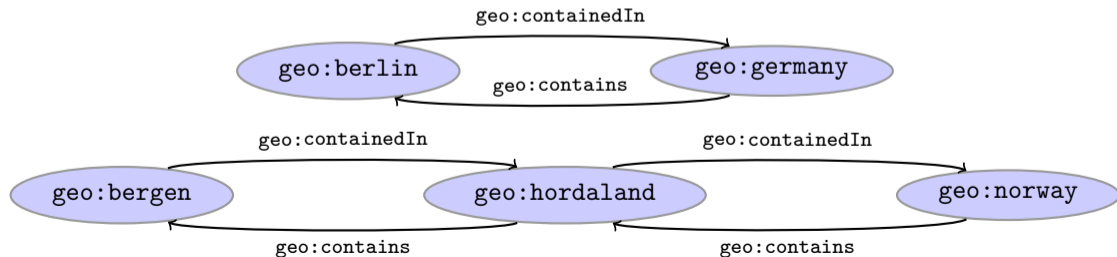 geo:containedIn
geo:berlin
geo:germany
geo:contains
geo:containedIn
geo:containedIn
geo:bergen
geo:hordaland
geo:norway
geo:contains
geo:contains